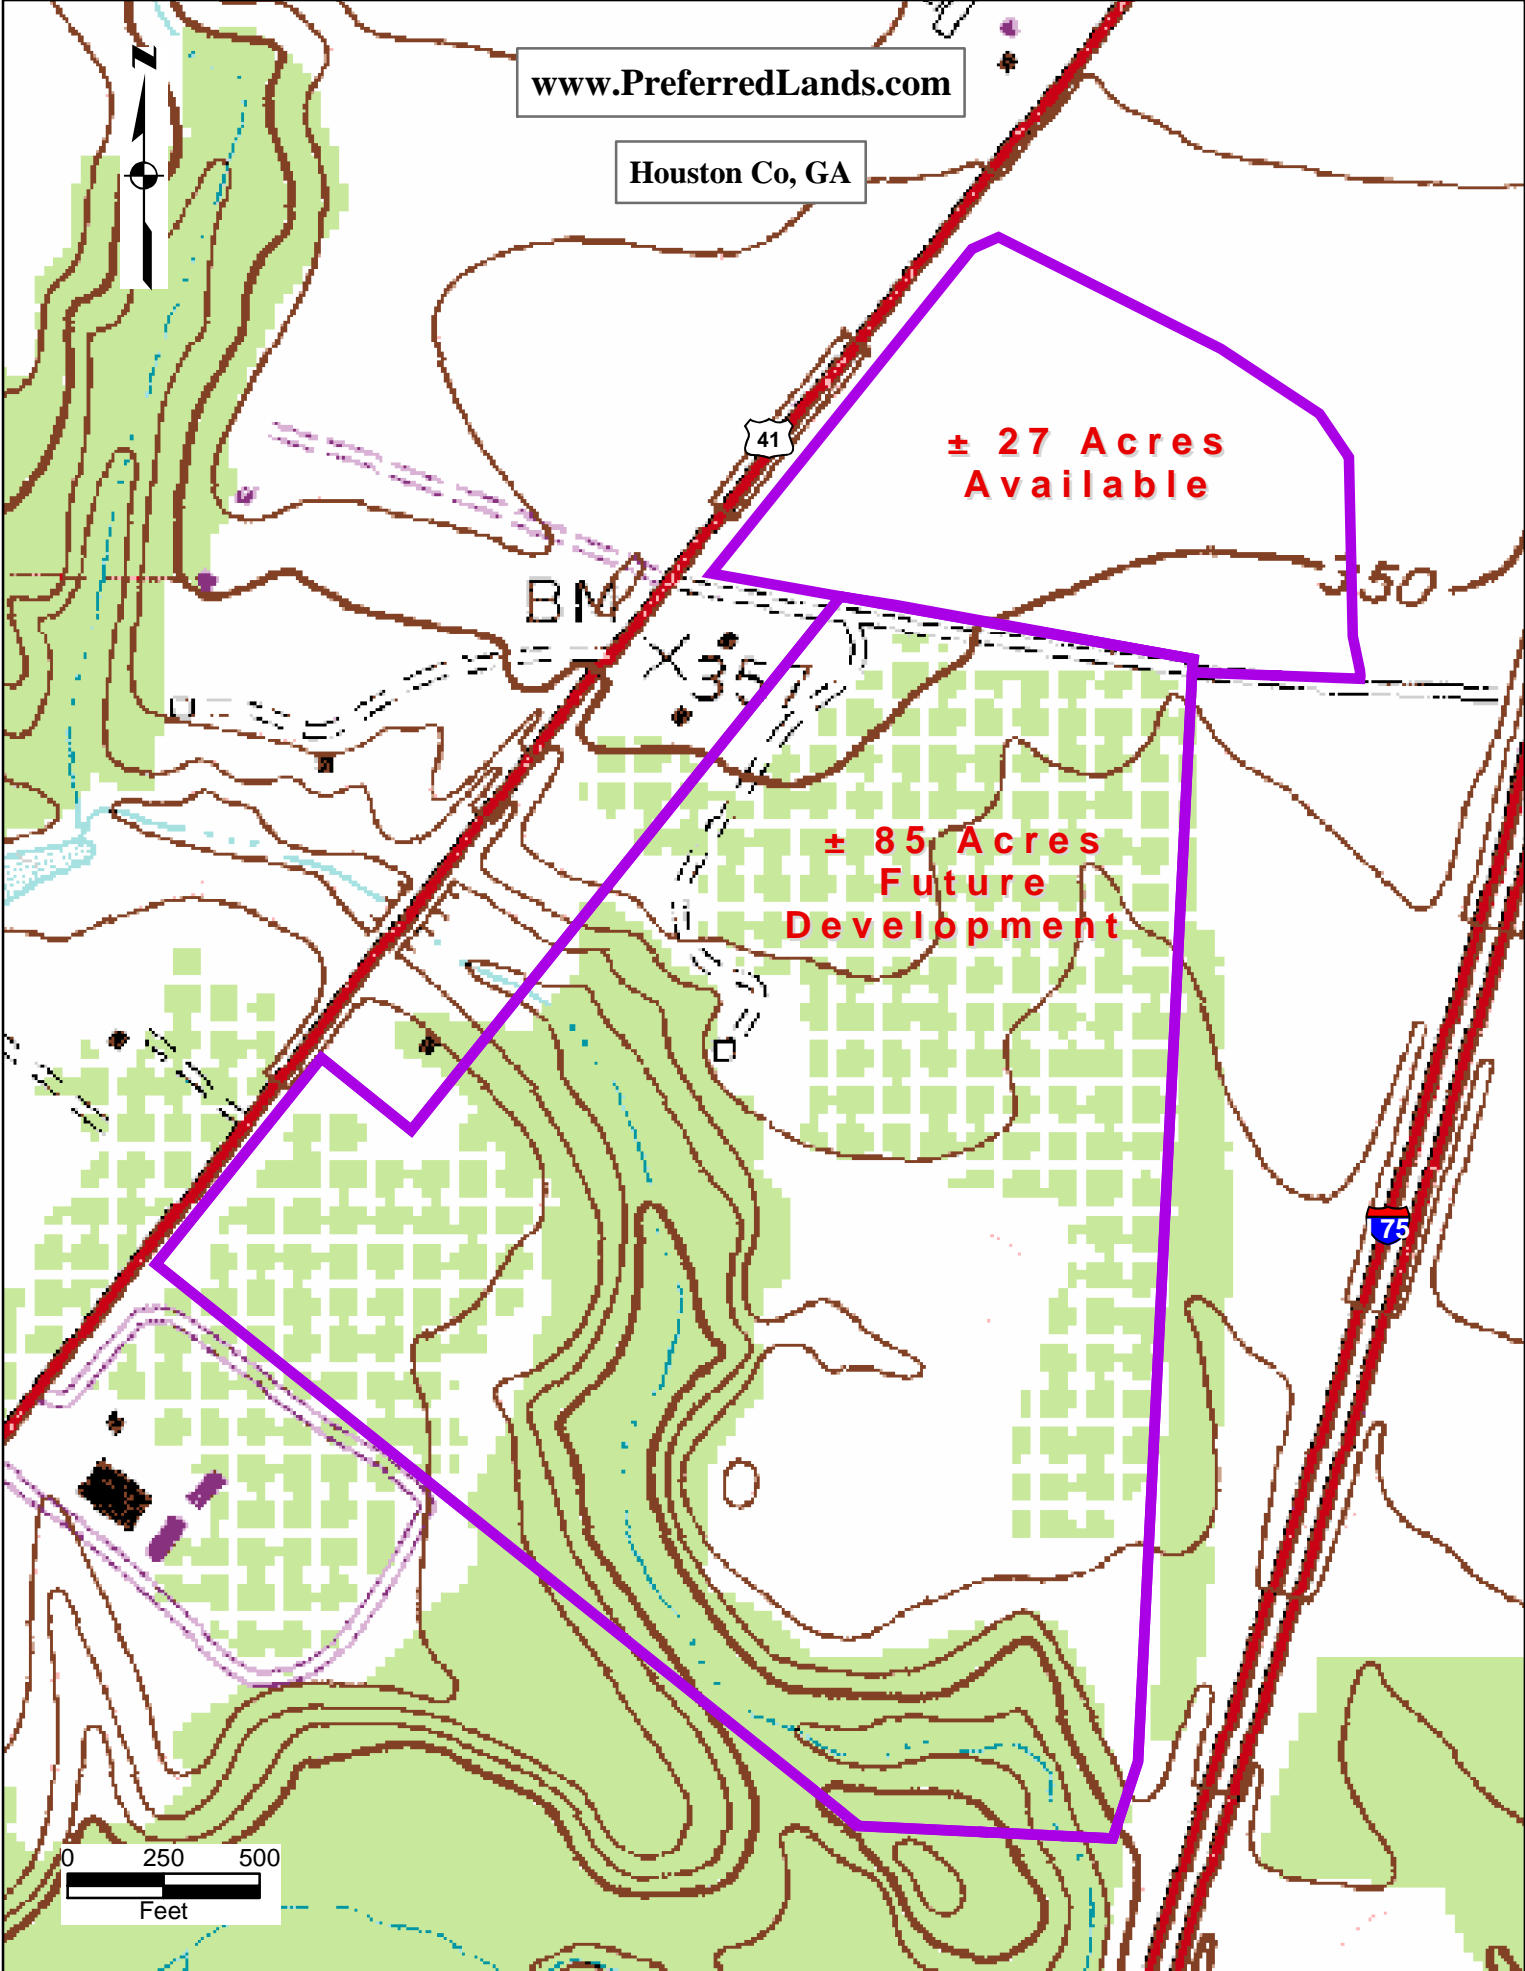 N
www.PreferredLands.com
Houston Co, GA
41
± 27 Acres
Available
350
BM
357
± 85 Acres
Future
Development
75
0 250 500
Feet